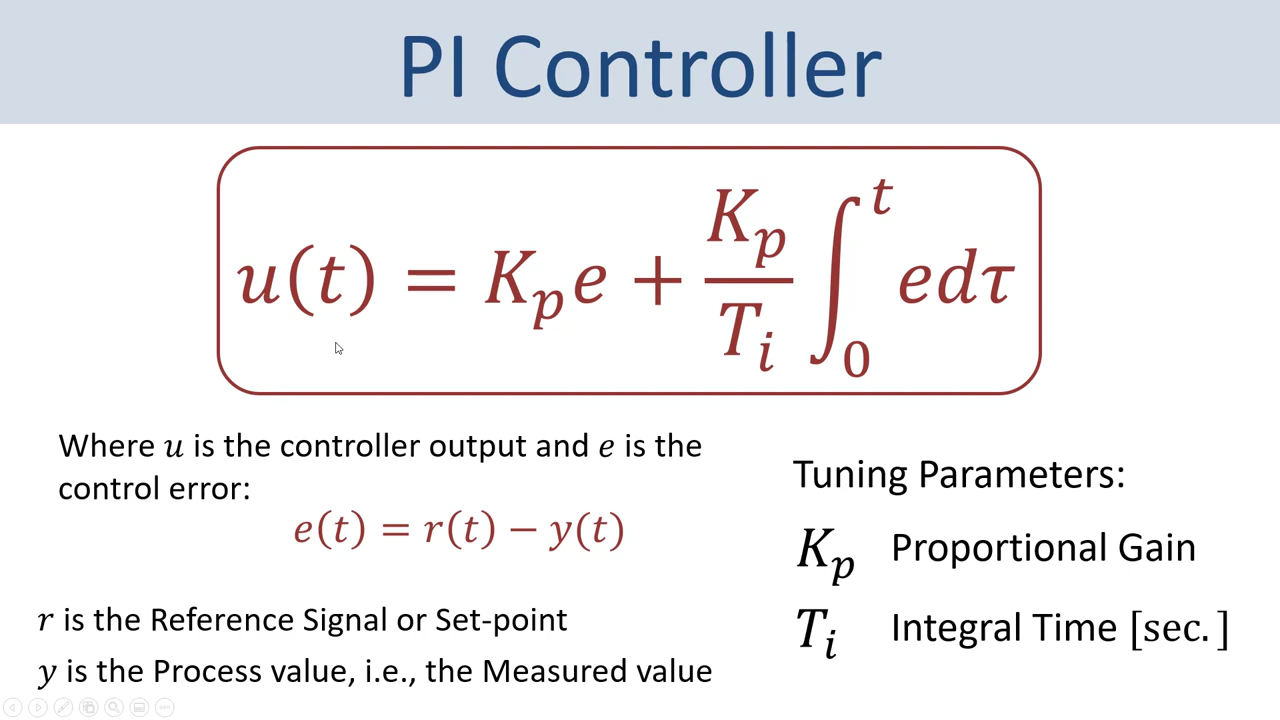 PI Controller
u(t) = K_p e + \frac{K_p}{T_i} \int_0^t e dτ
Where u is the controller output and e is the
control error:
e(t) = r(t) − y(t)
r is the Reference Signal or Set-point
y is the Process value, i.e., the Measured value
Tuning Parameters:
K_p Proportional Gain
T_i Integral Time [sec.]